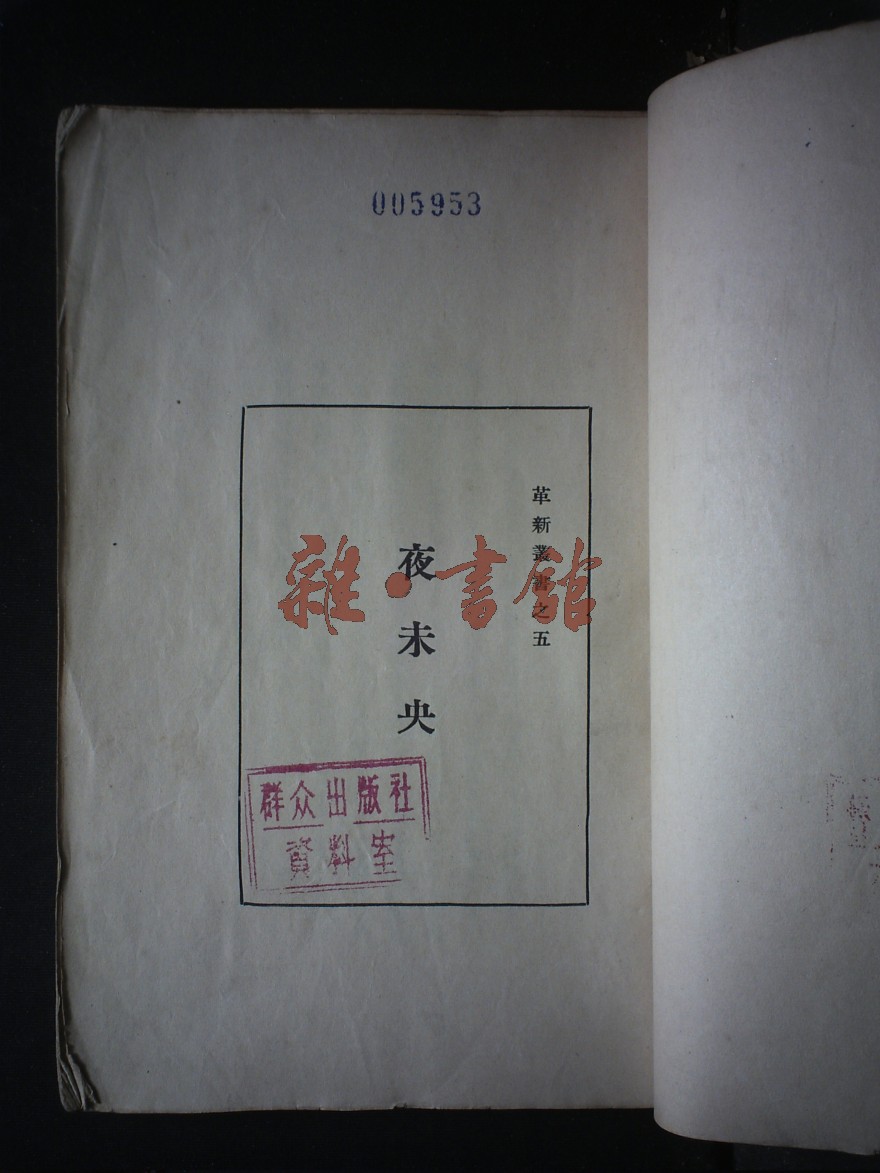 005953
革新叢書之五
夜未央
雜·書館
群众出版社
資料室